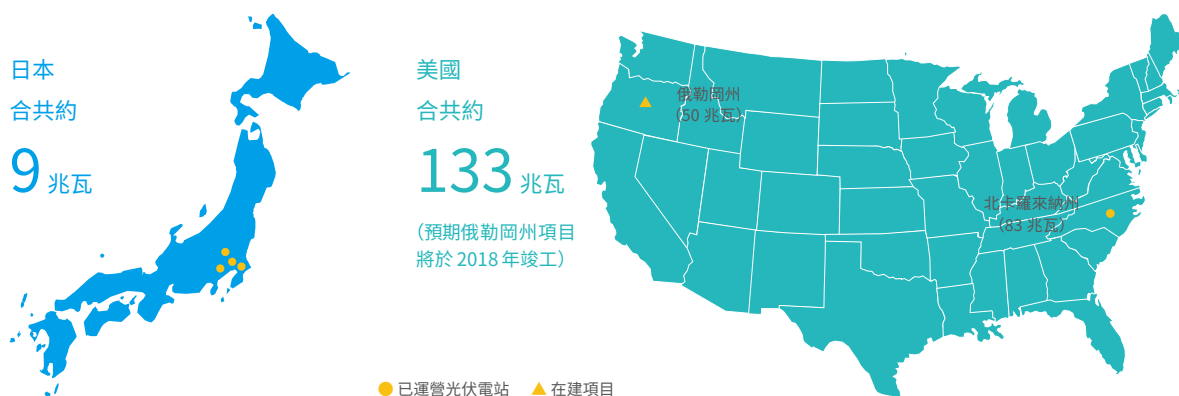 日本
合共約
9 兆瓦
美國
合共約
133 兆瓦
（預期俄勒岡州項目
將於 2018 年竣工）
俄勒岡州
（50 兆瓦）
北卡羅來納州
（83 兆瓦）
已運營光伏電站
在建項目